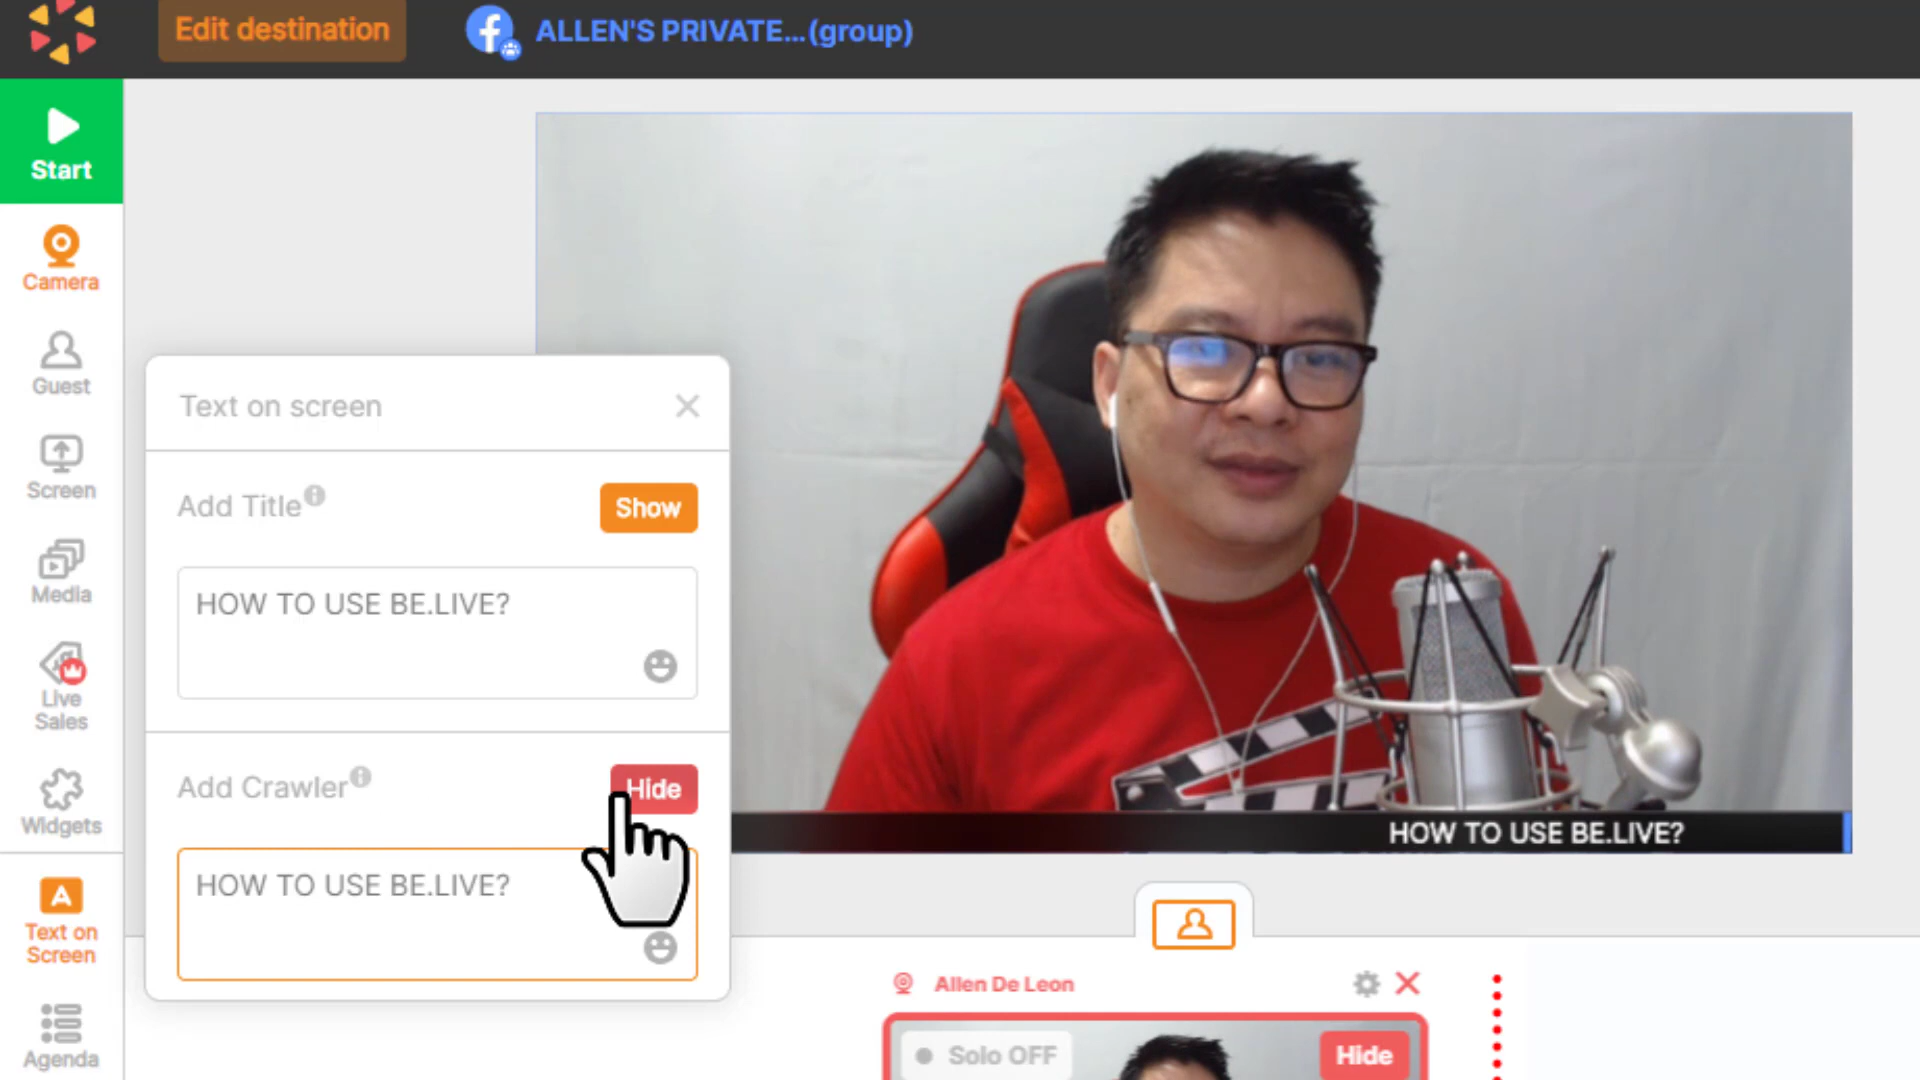 Edit destination
ALLEN'S PRIVATE...(group)
Start
Camera
Guest
Screen
Media
Live
Sales
Widgets
Text on
Screen
Agenda
Text on screen
Add Title
Show
HOW TO USE BE.LIVE?
Add Crawler
Hide
HOW TO USE BE.LIVE?
HOW TO USE BE.LIVE?
Allen De Leon
Solo OFF
Hide